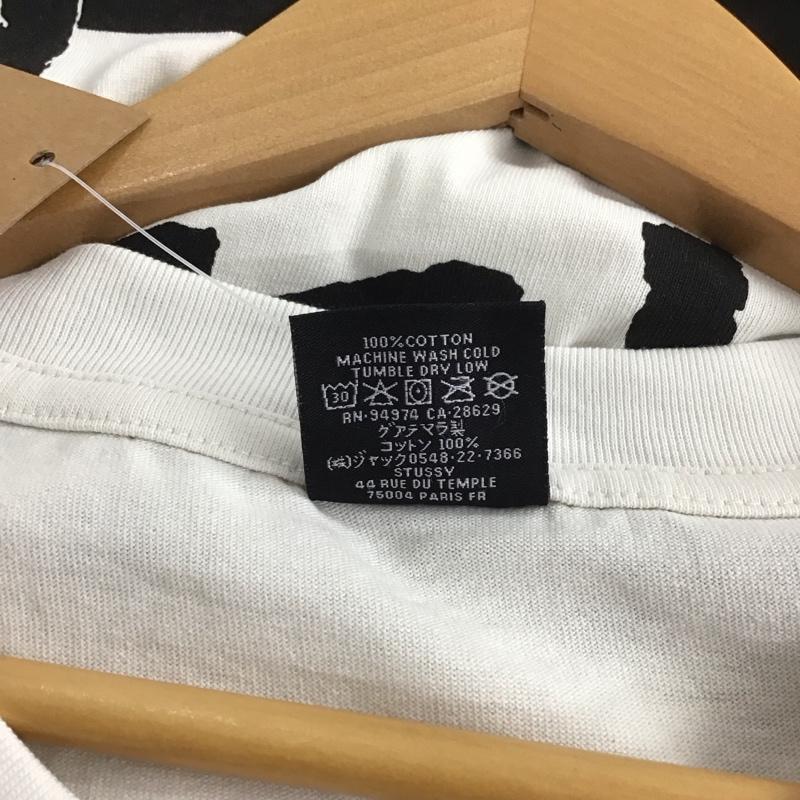 100%COTTON
MACHINE WASH COLD
TUMBLE DRY LOW
30
RN·94974 CA·28629
グアテマラ製
コットン 100%
(株)ジャック0548·22·7366
STUSSY
44 RUE DU TEMPLE
75004 PARIS FR